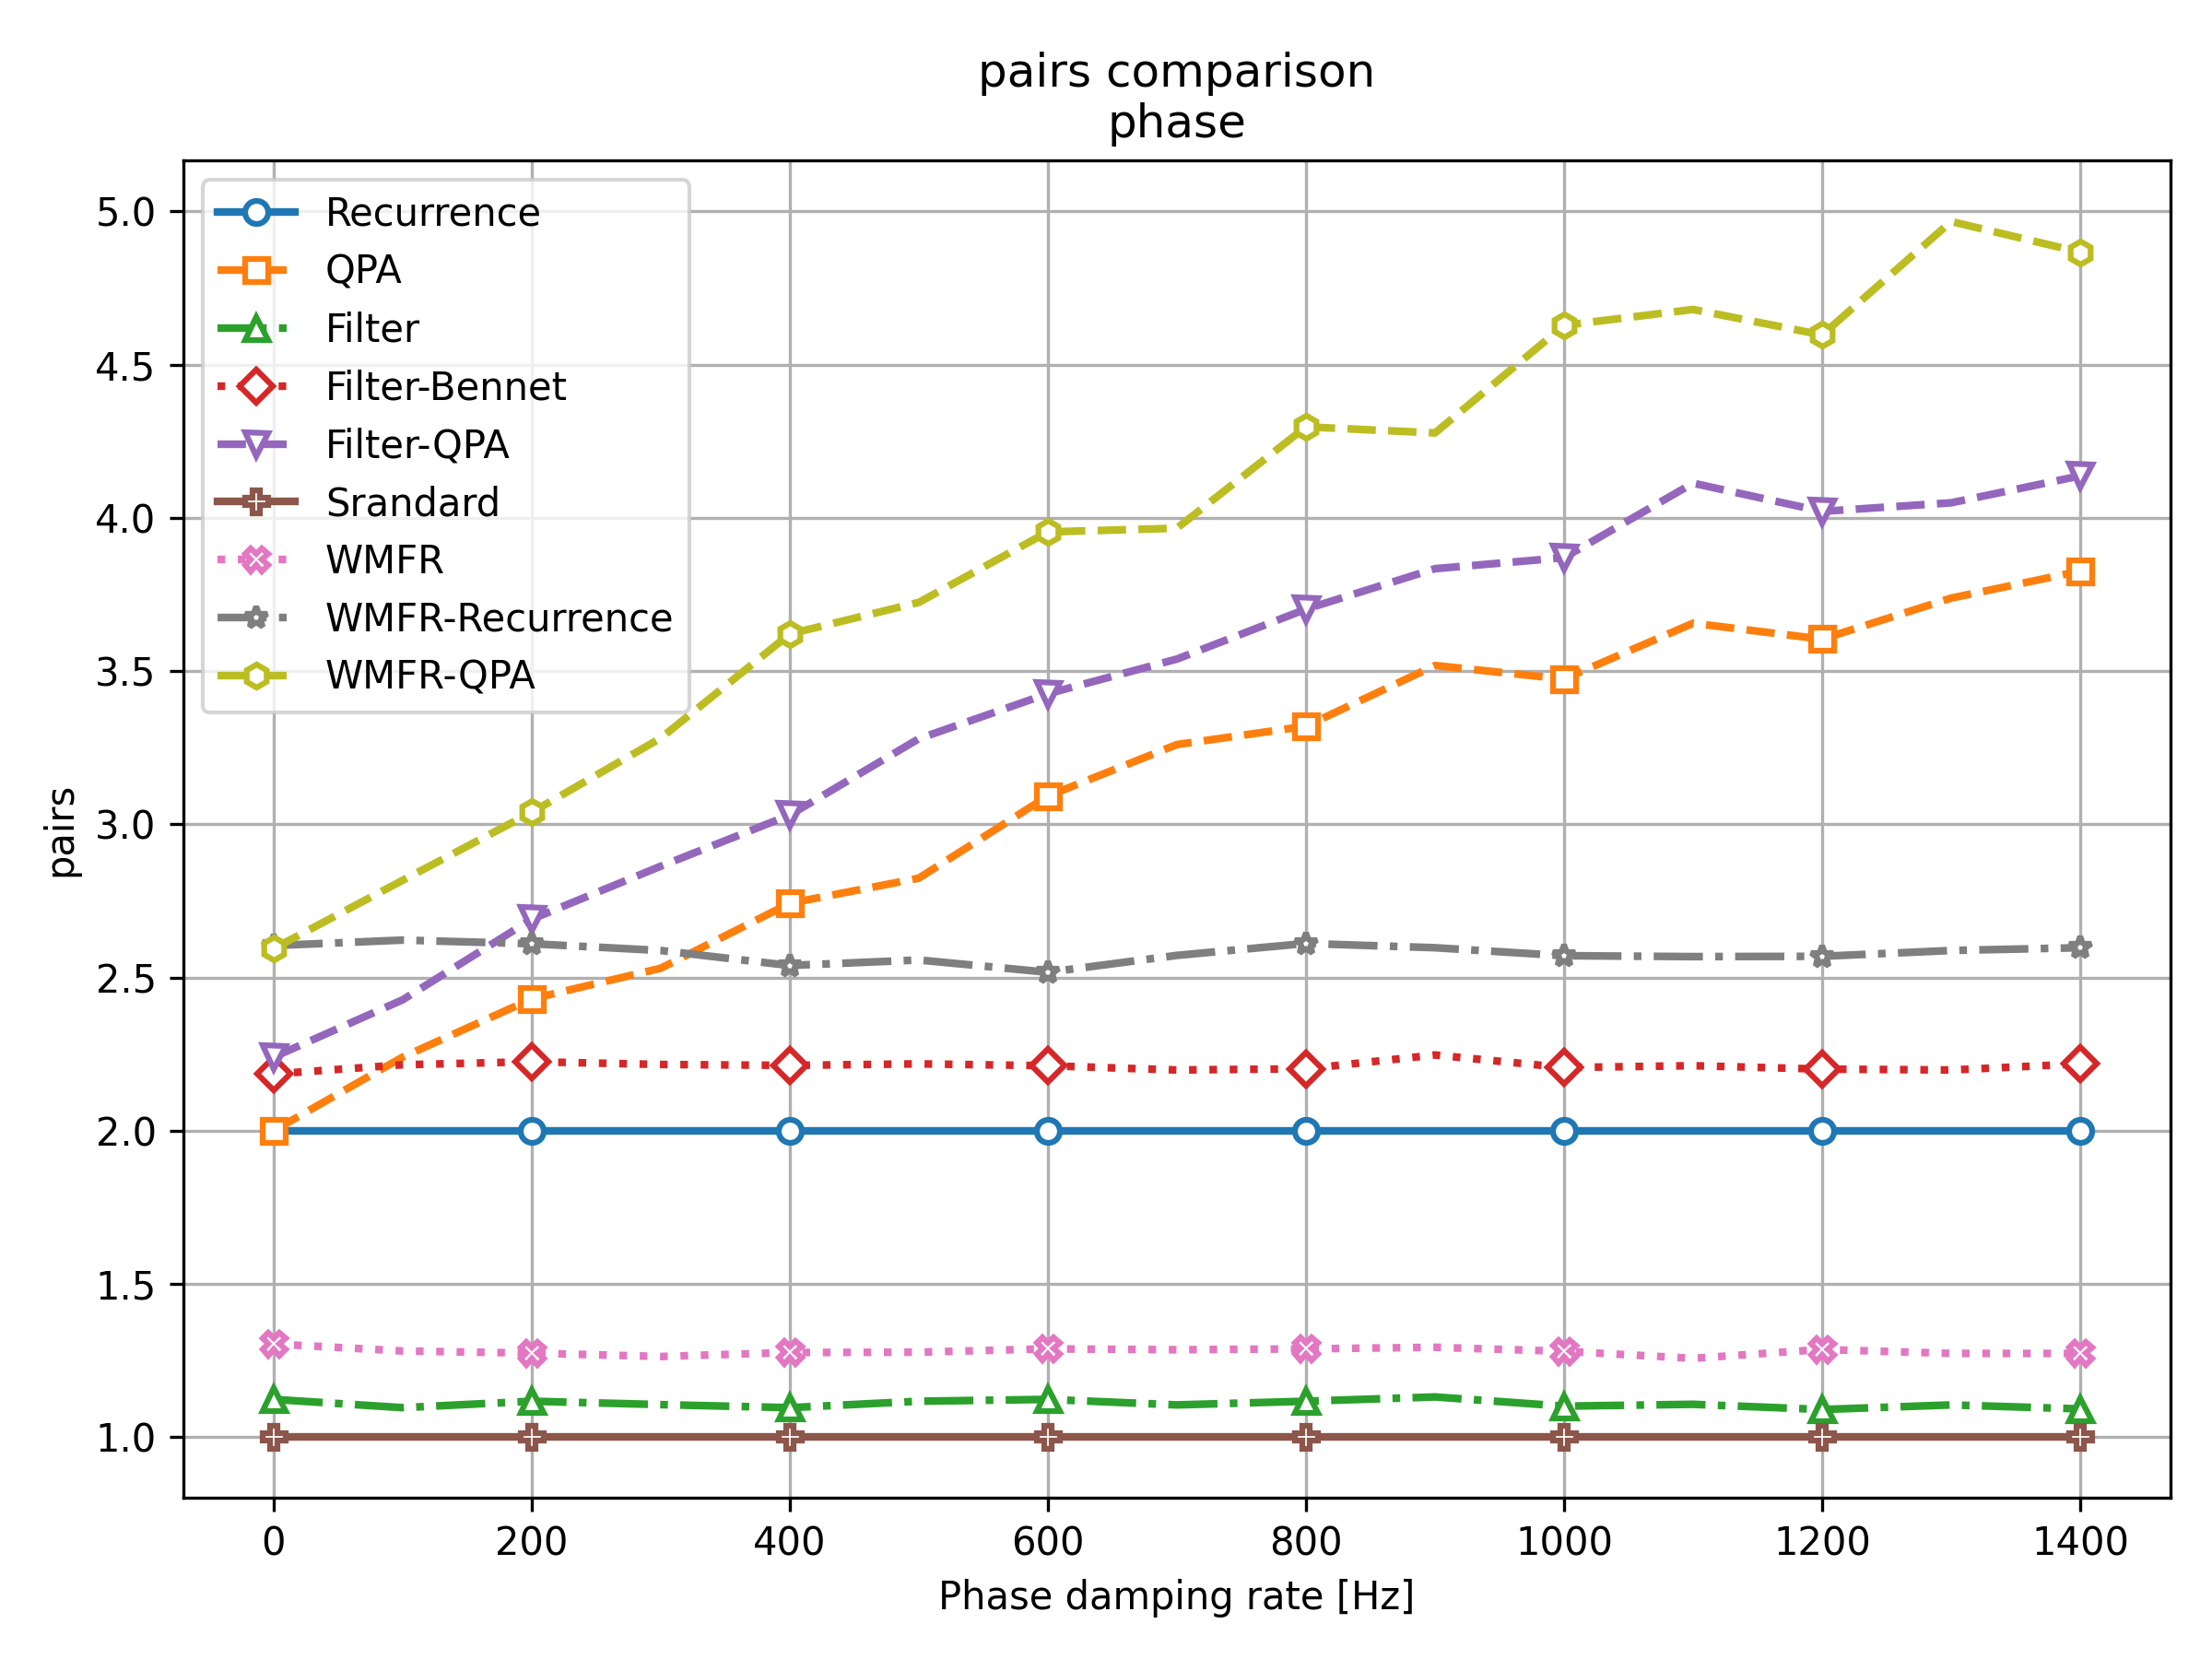 pairs comparison
phase
5.0
4.5
4.0
3.5
3.0
2.5
2.0
1.5
1.0
pairs
Recurrence
QPA
Filter
Filter-Bennet
Filter-QPA
Srandard
WMFR
WMFR-Recurrence
WMFR-QPA
0 200 400 600 800 1000 1200 1400
Phase damping rate [Hz]